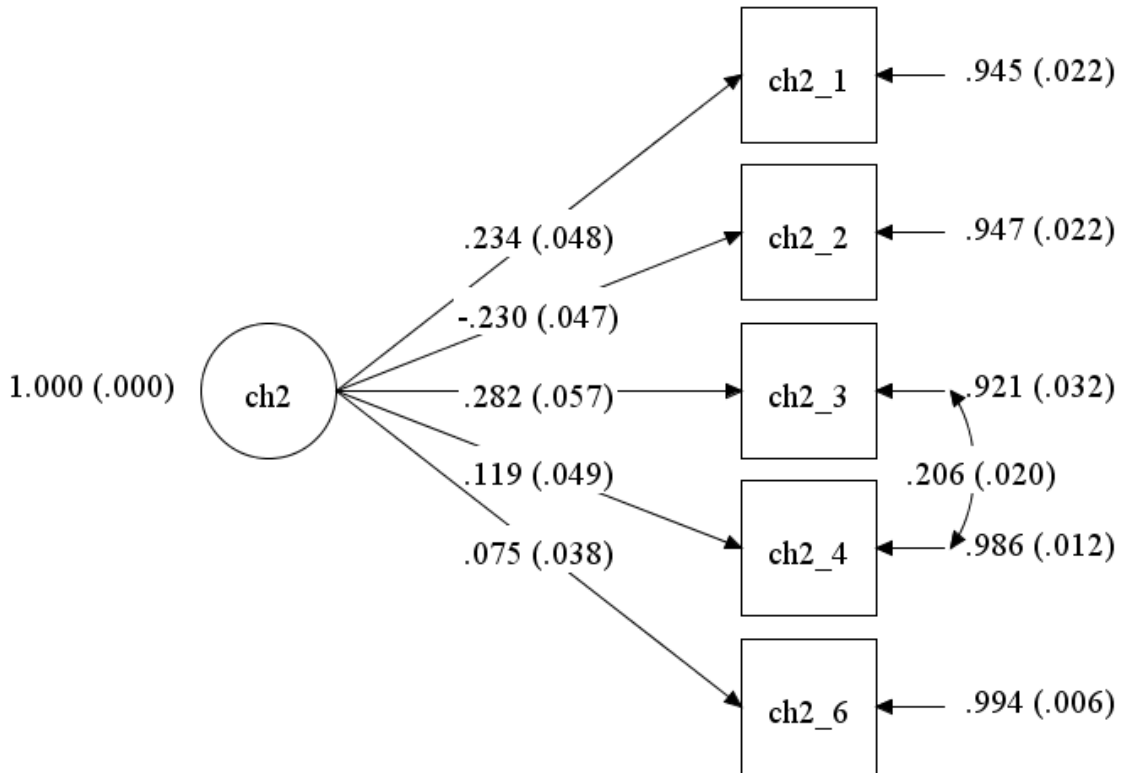 ch2_1
.945 (.022)
.234 (.048)
ch2_2
.947 (.022)
-.230 (.047)
1.000 (.000)
ch2
.282 (.057)
ch2_3
.921 (.032)
.119 (.049)
.206 (.020)
ch2_4
.986 (.012)
.075 (.038)
ch2_6
.994 (.006)